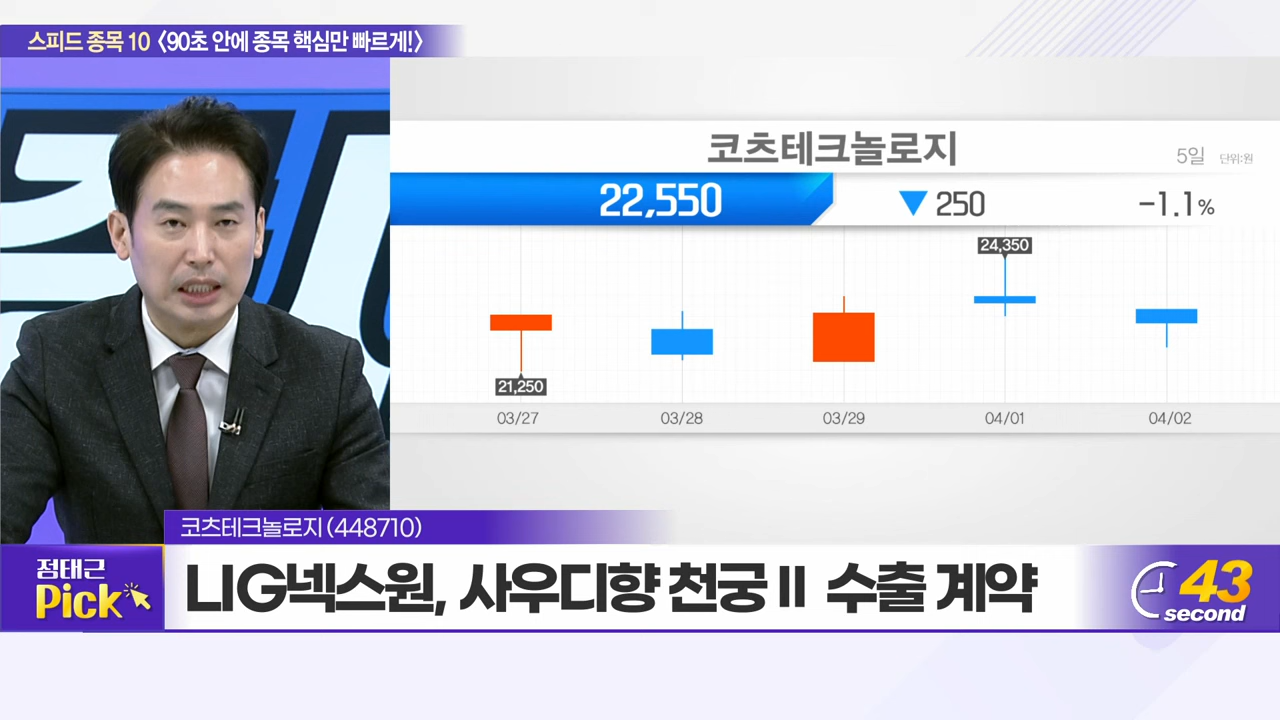 스피드 종목 10 <90초 안에 종목 핵심만 빠르게!>
코츠테크놀로지
5일 단위:원
22,550 ▼ 250 -1.1%
24,350
21,250
03/27 03/28 03/29 04/01 04/02
코츠테크놀로지 (448710)
정태근
Pick
LIG넥스원, 사우디향 천궁Ⅱ 수출 계약
43
second